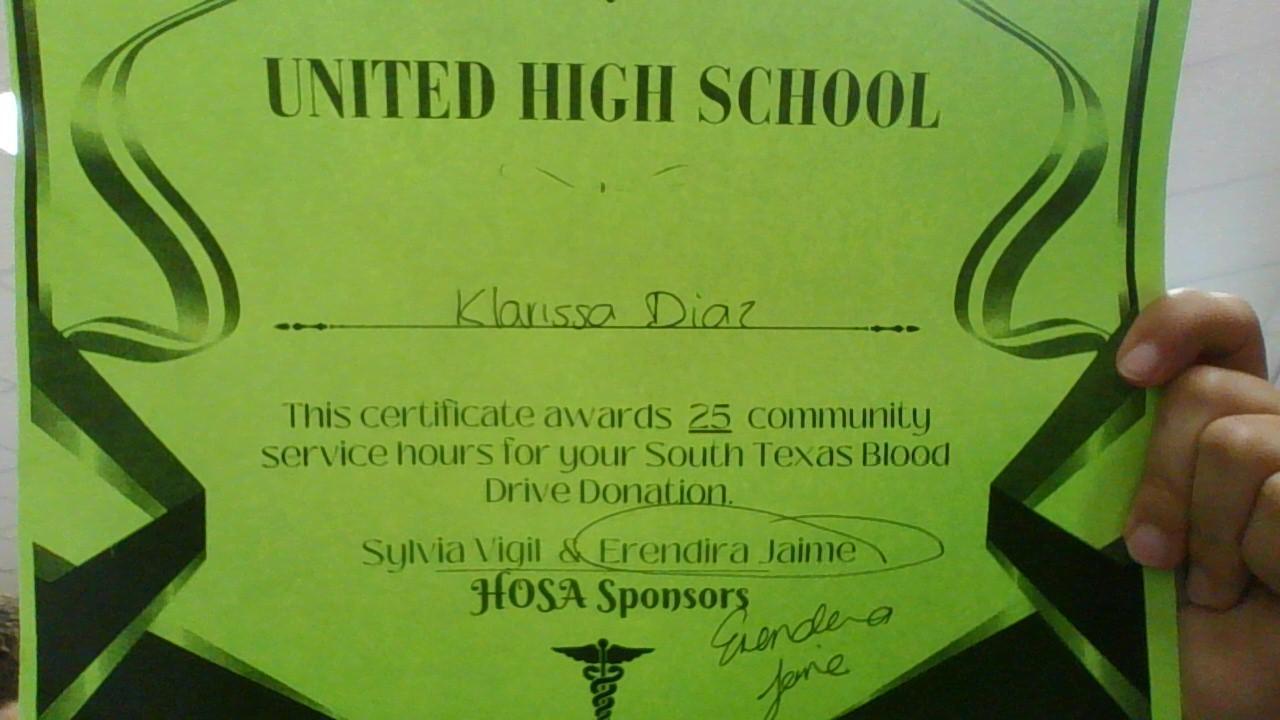 UNITED HIGH SCHOOL
Klarissa Diaz
This certificate awards 25 community
service hours for your South Texas Blood
Drive Donation.
Sylvia Vigil & Erendira Jaime
HOSA Sponsors
Erendira
Jaime